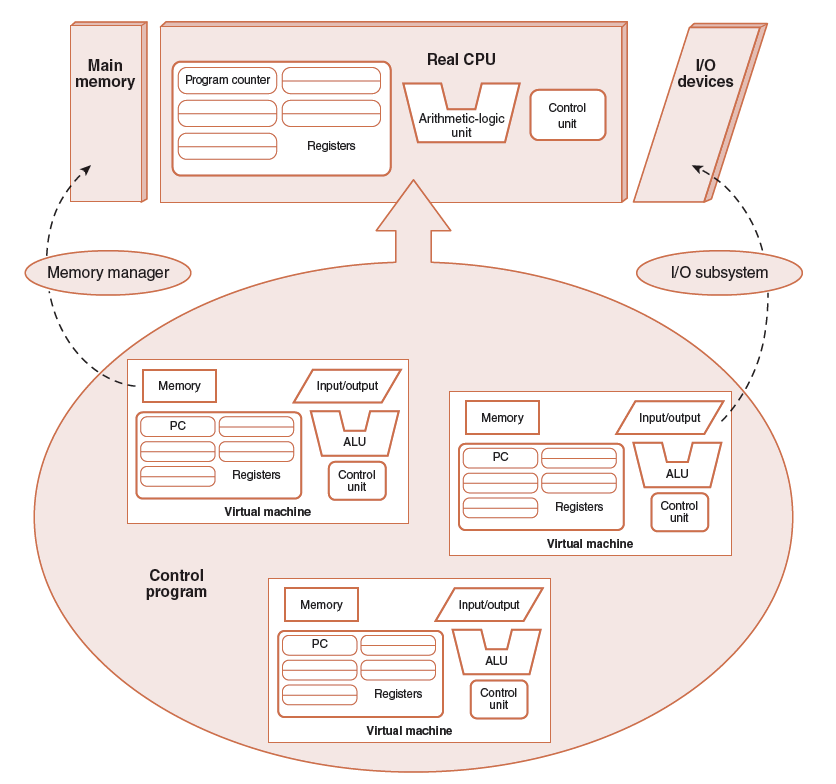 Main
memory
Real CPU
I/O
devices
Program counter
Arithmetic-logic
unit
Control
unit
Registers
Memory manager
I/O subsystem
Memory
Input/output
PC
ALU
Registers
Control
unit
Virtual machine
Memory
Input/output
PC
ALU
Registers
Control
unit
Virtual machine
Control
program
Memory
Input/output
PC
ALU
Registers
Control
unit
Virtual machine